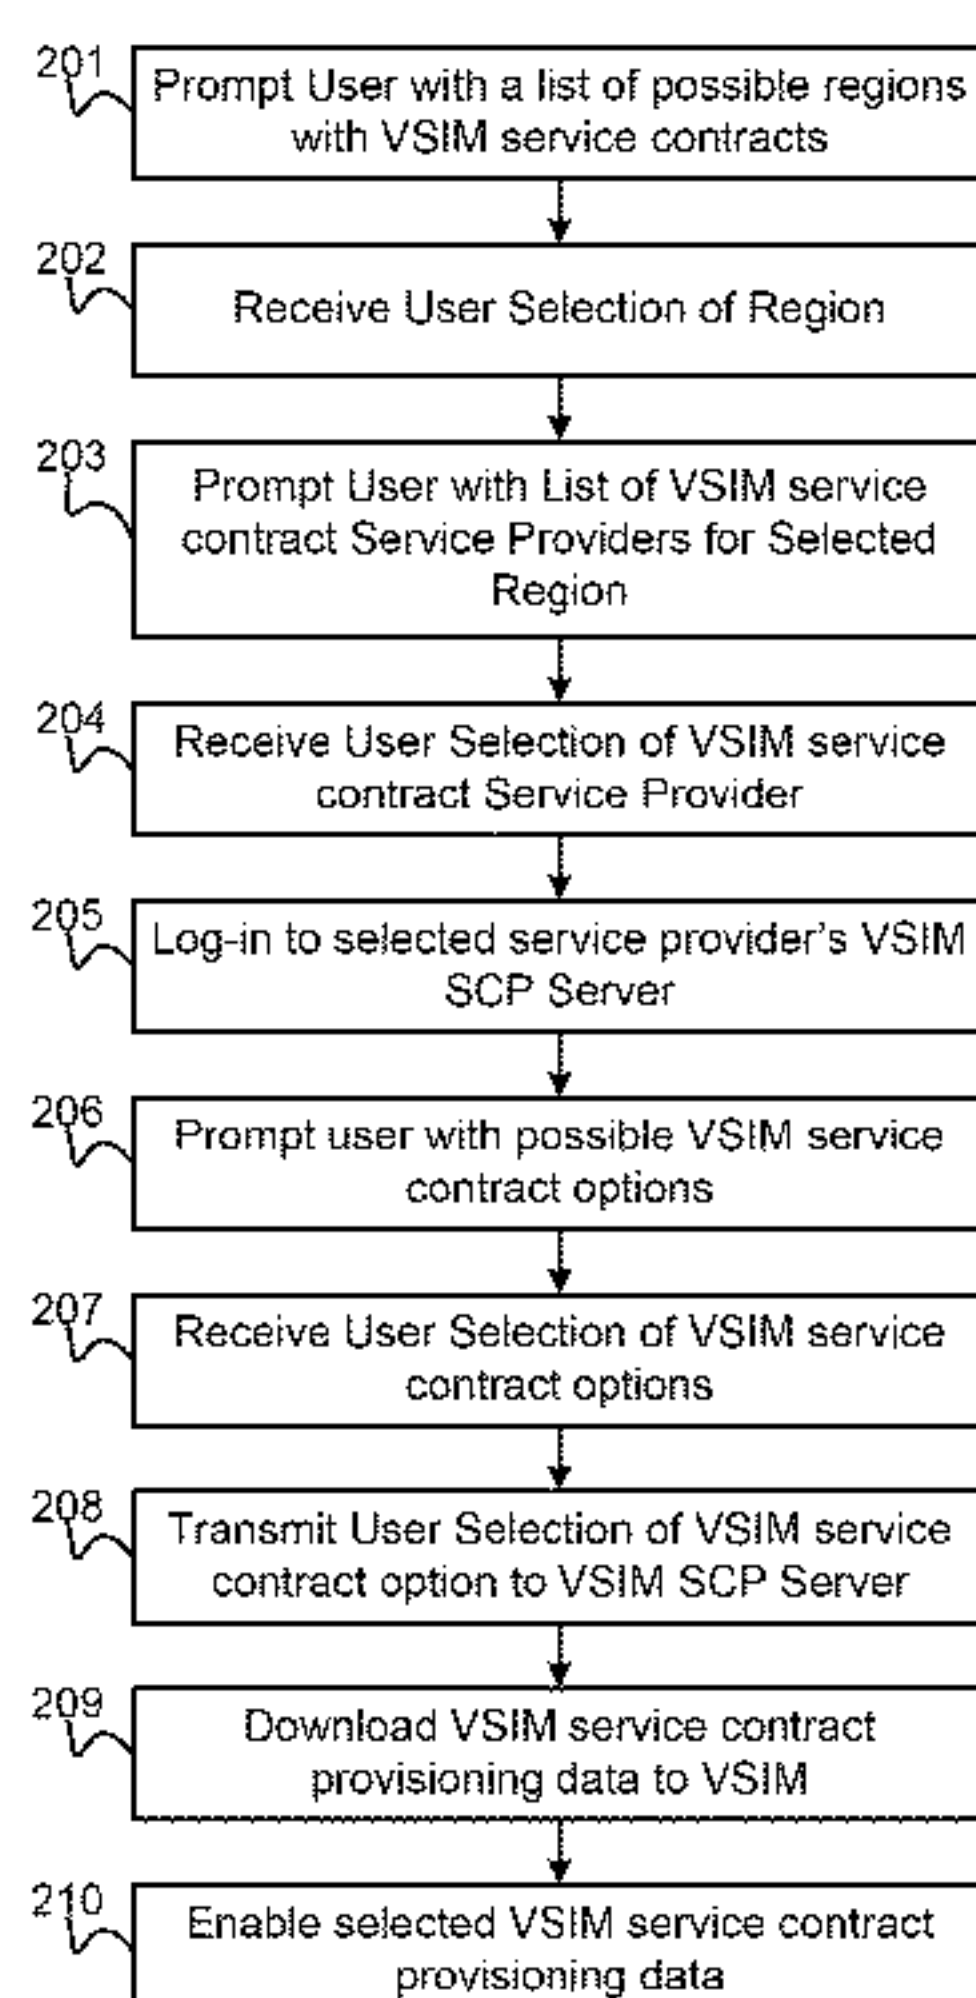 201
Prompt User with a list of possible regions
with VSIM service contracts
202
Receive User Selection of Region
203
Prompt User with List of VSIM service
contract Service Providers for Selected
Region
204
Receive User Selection of VSIM service
contract Service Provider
205
Log-in to selected service provider's VSIM
SCP Server
206
Prompt user with possible VSIM service
contract options
207
Receive User Selection of VSIM service
contract options
208
Transmit User Selection of VSIM service
contract option to VSIM SCP Server
209
Download VSIM service contract
provisioning data to VSIM
210
Enable selected VSIM service contract
provisioning data